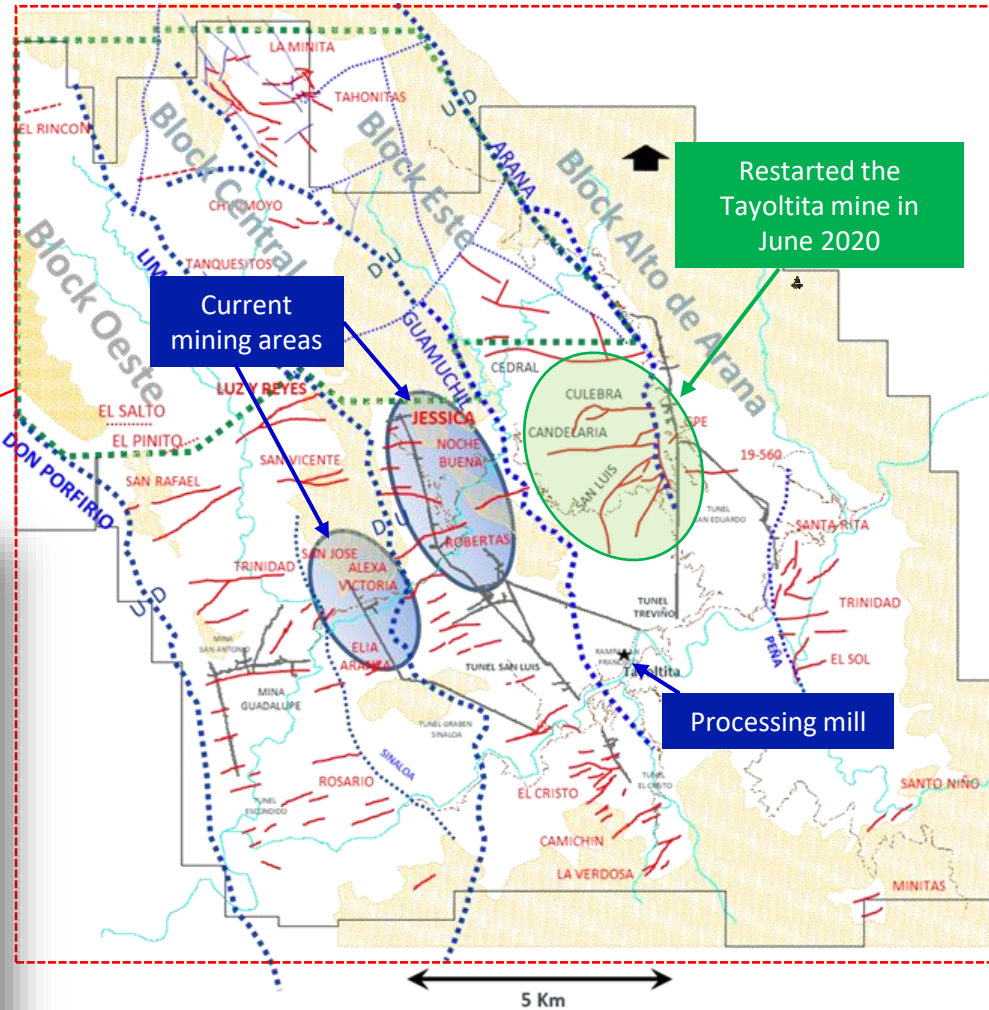 LA MINITA
TAHONITAS
EL RINCON
Block Central
Block Este
ARANA
Block Alto de Arana
Block Oeste
D
U
Restarted the
Tayoltita mine in
June 2020
TANQUESITOS
D
U
Current
mining areas
GUAMUCHIL
LUZ Y REYES
CEDRAL
CULEBRA
CANDELARIA
SAN LUIS
EL SALTO
EL PINITO
DON PORFIRIO
JESSICA
NOCHE
BUENA
ROBERTAS
SAN VICENTE
SAN RAFAEL
19-560
TUNEL
SAN EDUARDO
SANTA RITA
D U
SAN JOSE
ALEXA
VICTORIA
TRINIDAD
D
U
ELIA
TUNEL
TREVIÑO
TRINIDAD
EL SOL
PEÑA
MINA
SAN ANTONIO
MINA
GUADALUPE
TUNEL SAN LUIS
Processing mill
TUNEL GRABEN
SINALOA
SINALOA
ROSARIO
TUNEL
ESCONDIDO
EL CRISTO
TUNEL
EL CRISTO
CAMICHIN
LA VERDOSA
SANTO NIÑO
MINITAS
5 Km